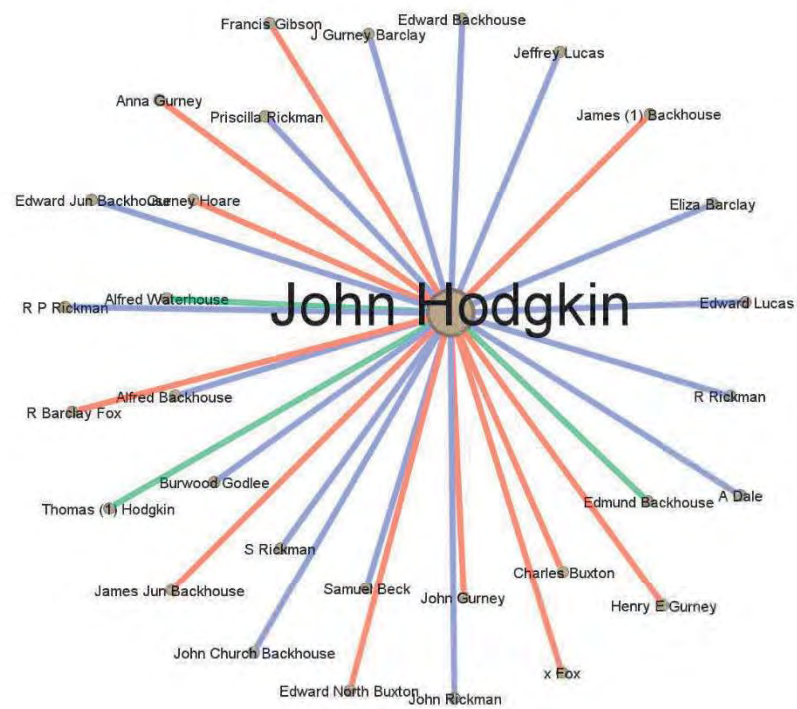 Francis Gibson
Edward Backhouse
J Gurney Barclay
Jeffrey Lucas
Anna Gurney
Priscilla Rickman
James (1) Backhouse
Edward Jun Backhouse
Gurney Hoare
Eliza Barclay
Alfred Waterhouse
R P Rickman
John Hodgkin
Edward Lucas
R Barclay Fox
Alfred Backhouse
R Rickman
Burwood Godlee
Thomas (1) Hodgkin
Edmund Backhouse
A Dale
S Rickman
James Jun Backhouse
Samuel Beck
John Gurney
Charles Buxton
Henry E Gurney
John Church Backhouse
Edward North Buxton
John Rickman
x Fox